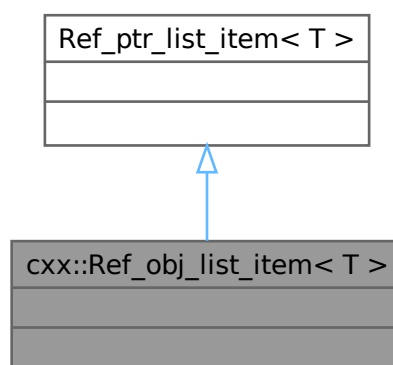 Ref_ptr_list_item< T >
cxx::Ref_obj_list_item< T >